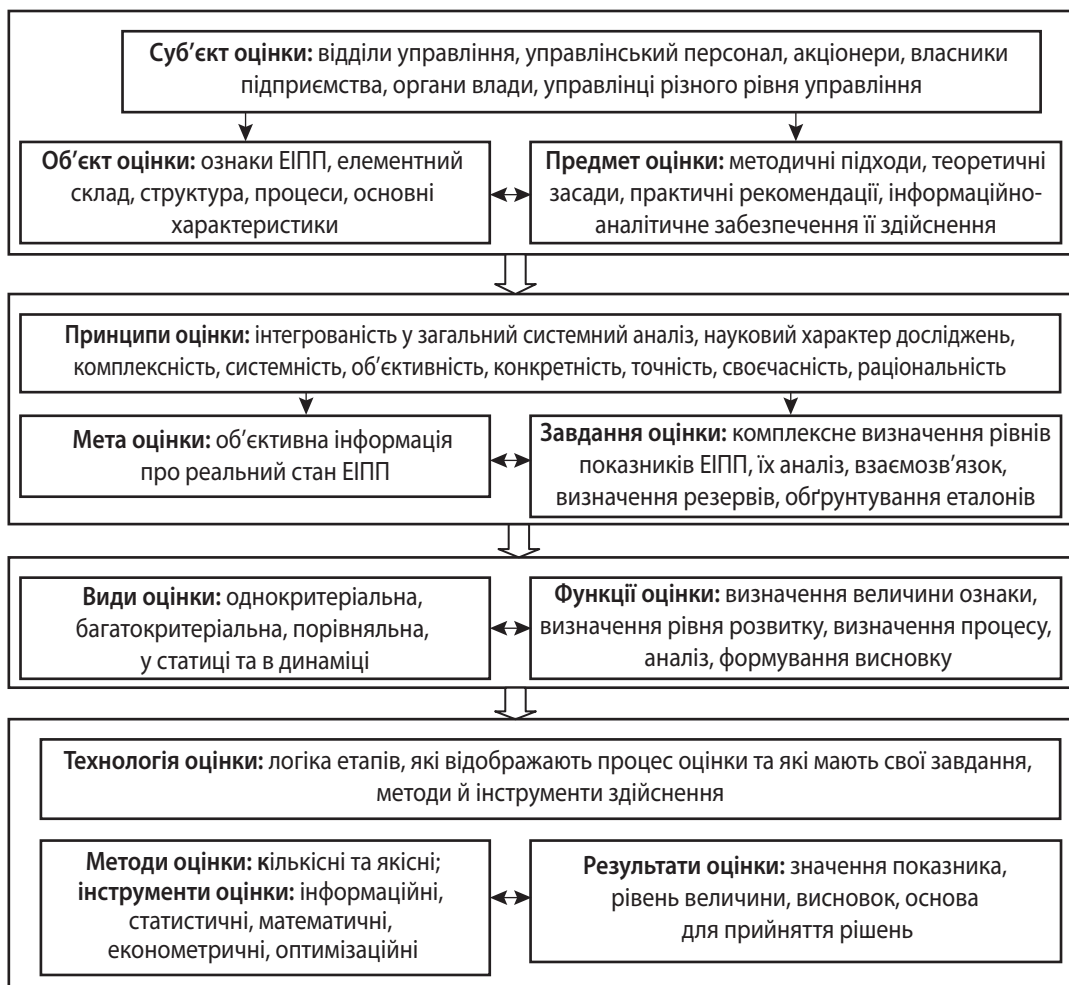 Суб’єкт оцінки: відділи управління, управлінський персонал, акціонери, власники
підприємства, органи влади, управлінці різного рівня управління
Об’єкт оцінки: ознаки ЕІПП, елементний
склад, структура, процеси, основні
характеристики
Предмет оцінки: методичні підходи, теоретичні
засади, практичні рекомендації, інформаційно-
аналітичне забезпечення її здійснення
Принципи оцінки: інтегрованість у загальний системний аналіз, науковий характер досліджень,
комплексність, системність, об’єктивність, конкретність, точність, своєчасність, раціональність
Мета оцінки: об’єктивна інформація
про реальний стан ЕІПП
Завдання оцінки: комплексне визначення рівнів
показників ЕІПП, їх аналіз, взаємозв’язок,
визначення резервів, обґрунтування еталонів
Види оцінки: однокритеріальна,
багатокритеріальна, порівняльна,
у статиці та в динаміці
Функції оцінки: визначення величини ознаки,
визначення рівня розвитку, визначення процесу,
аналіз, формування висновку
Технологія оцінки: логіка етапів, які відображають процес оцінки та які мають свої завдання,
методи й інструменти здійснення
Методи оцінки: кількісні та якісні;
інструменти оцінки: інформаційні,
статистичні, математичні,
економетричні, оптимізаційні
Результати оцінки: значення показника,
рівень величини, висновок, основа
для прийняття рішень